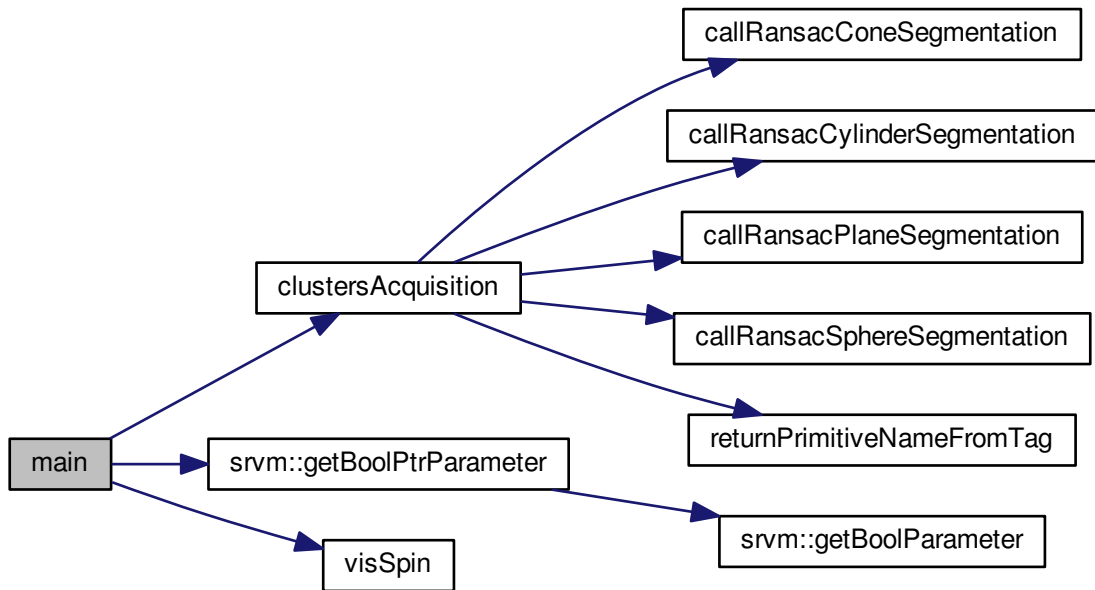 callRansacConeSegmentation
callRansacCylinderSegmentation
callRansacPlaneSegmentation
clustersAcquisition
callRansacSphereSegmentation
returnPrimitiveNameFromTag
main
srvm::getBoolPtrParameter
srvm::getBoolParameter
visSpin